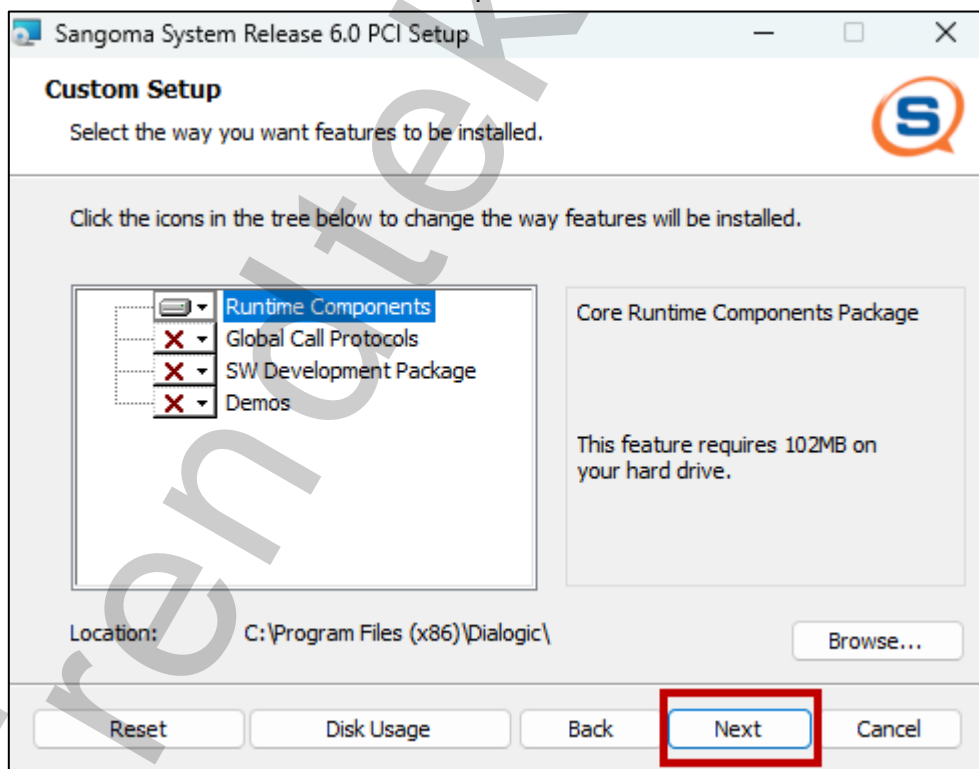 Sangoma System Release 6.0 PCI Setup
Custom Setup
Select the way you want features to be installed.
S
Click the icons in the tree below to change the way features will be installed.
Runtime Components
Global Call Protocols
SW Development Package
Demos
Core Runtime Components Package
This feature requires 102MB on
your hard drive.
Location: C:\Program Files (x86)\Dialogic\
Browse...
Reset Disk Usage Back Next Cancel
rendtek